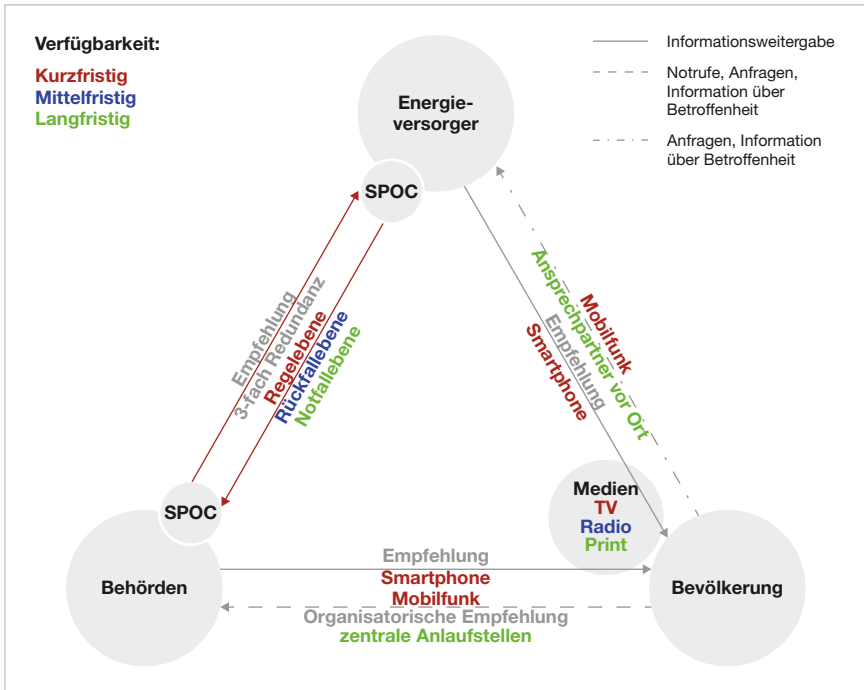 Verfügbarkeit:
Kurzfristig
Mittelfristig
Langfristig
Informationsweitergabe
Notrufe, Anfragen,
Information über
Betroffenheit
Anfragen, Information
über Betroffenheit
Energie-
versorger
SPOC
Empfehlung
3-fach Redundanz
Regelebene
Rückfallebene
Notfallebene
Mobilfunk
Ansprechpartner vor Ort
Empfehlung
Smartphone
SPOC
Behörden
Medien
TV
Radio
Print
Bevölkerung
Empfehlung
Smartphone
Mobilfunk
Organisatorische Empfehlung
zentrale Anlaufstellen